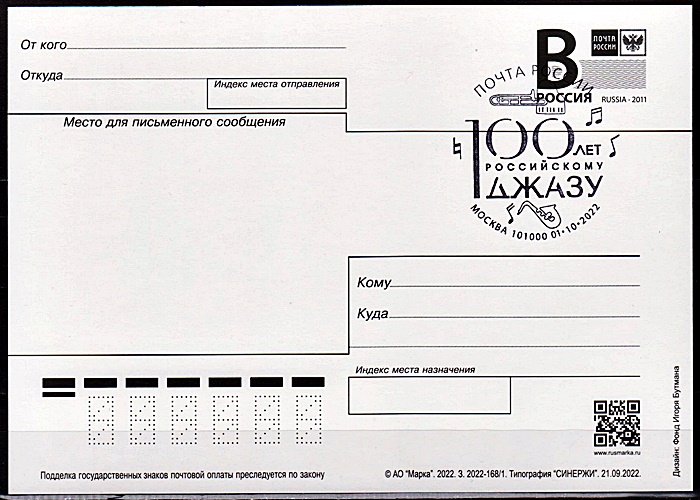 От кого
Откуда
Индекс места отправления
Место для письменного сообщения
В
ПОЧТА РОССИИ
РОССИЯ
RUSSIA · 2011
ПОЧТА РОССИИ
100 ЛЕТ
РОССИЙСКОМУ
ДЖАЗУ
МОСКВА 101000 01·10·2022
Кому
Куда
Индекс места назначения
www.rusmarka.ru
Дизайн: Фонд Игоря Бутмана
Подделка государственных знаков почтовой оплаты преследуется по закону
© АО "Марка". 2022. З. 2022-168/1. Типография "СИНЕРЖИ". 21.09.2022.